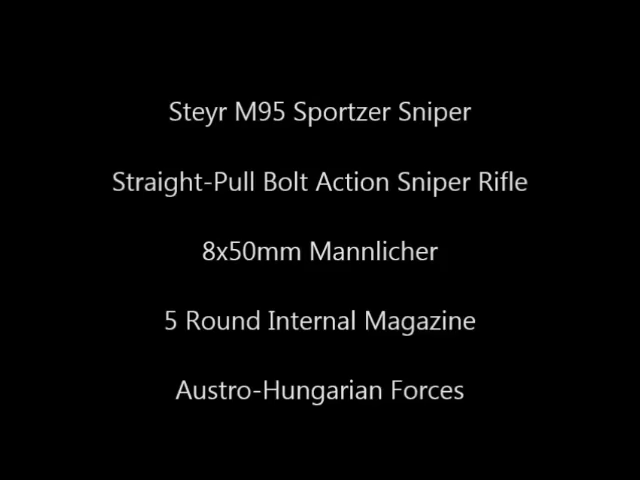 Steyr M95 Sportzer Sniper
Straight-Pull Bolt Action Sniper Rifle
8x50mm Mannlicher
5 Round Internal Magazine
Austro-Hungarian Forces